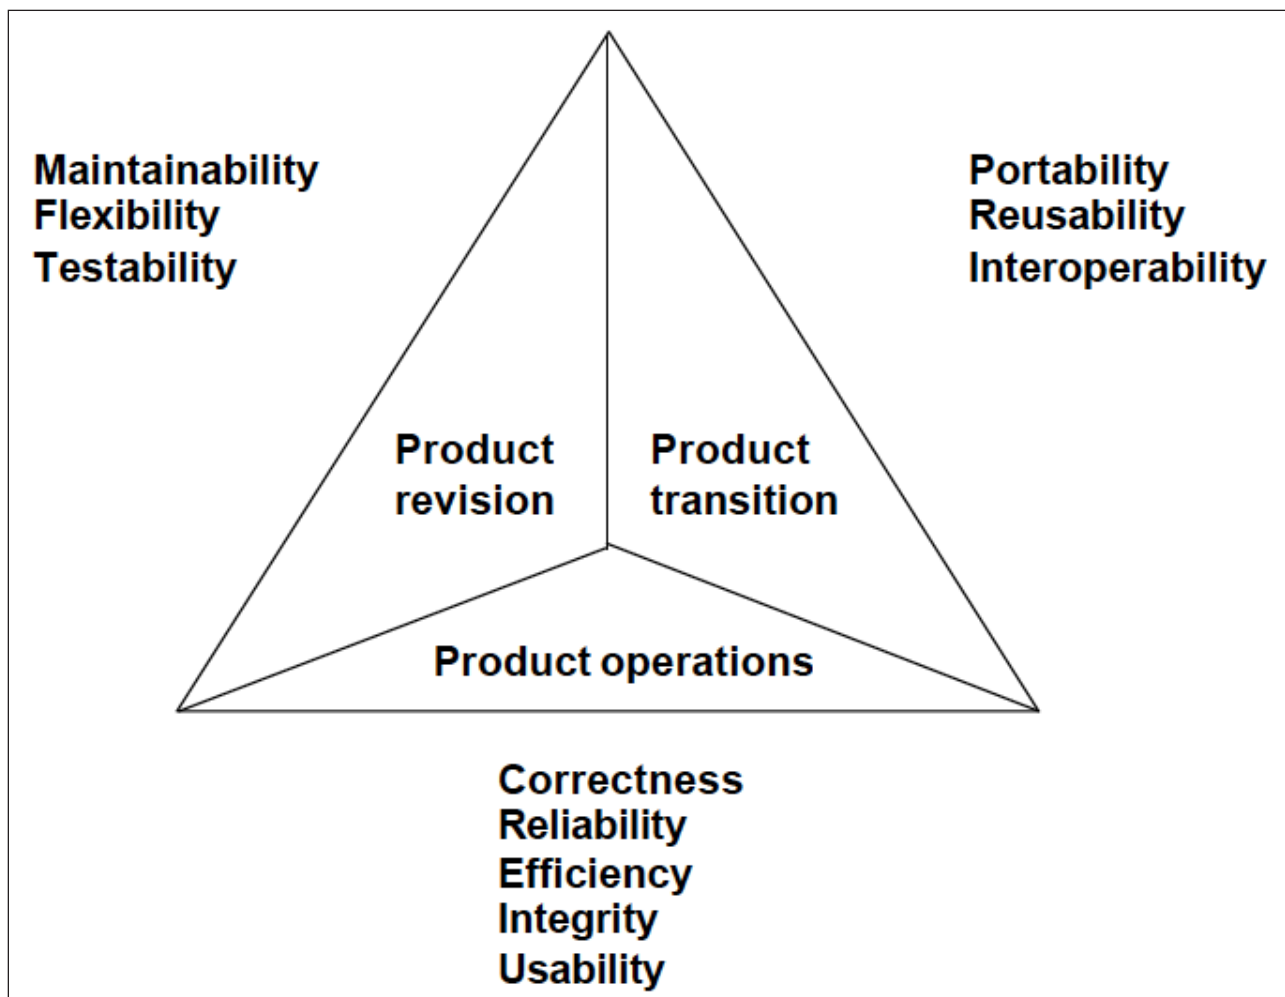 Maintainability
Flexibility
Testability
Portability
Reusability
Interoperability
Product
revision
Product
transition
Product operations
Correctness
Reliability
Efficiency
Integrity
Usability